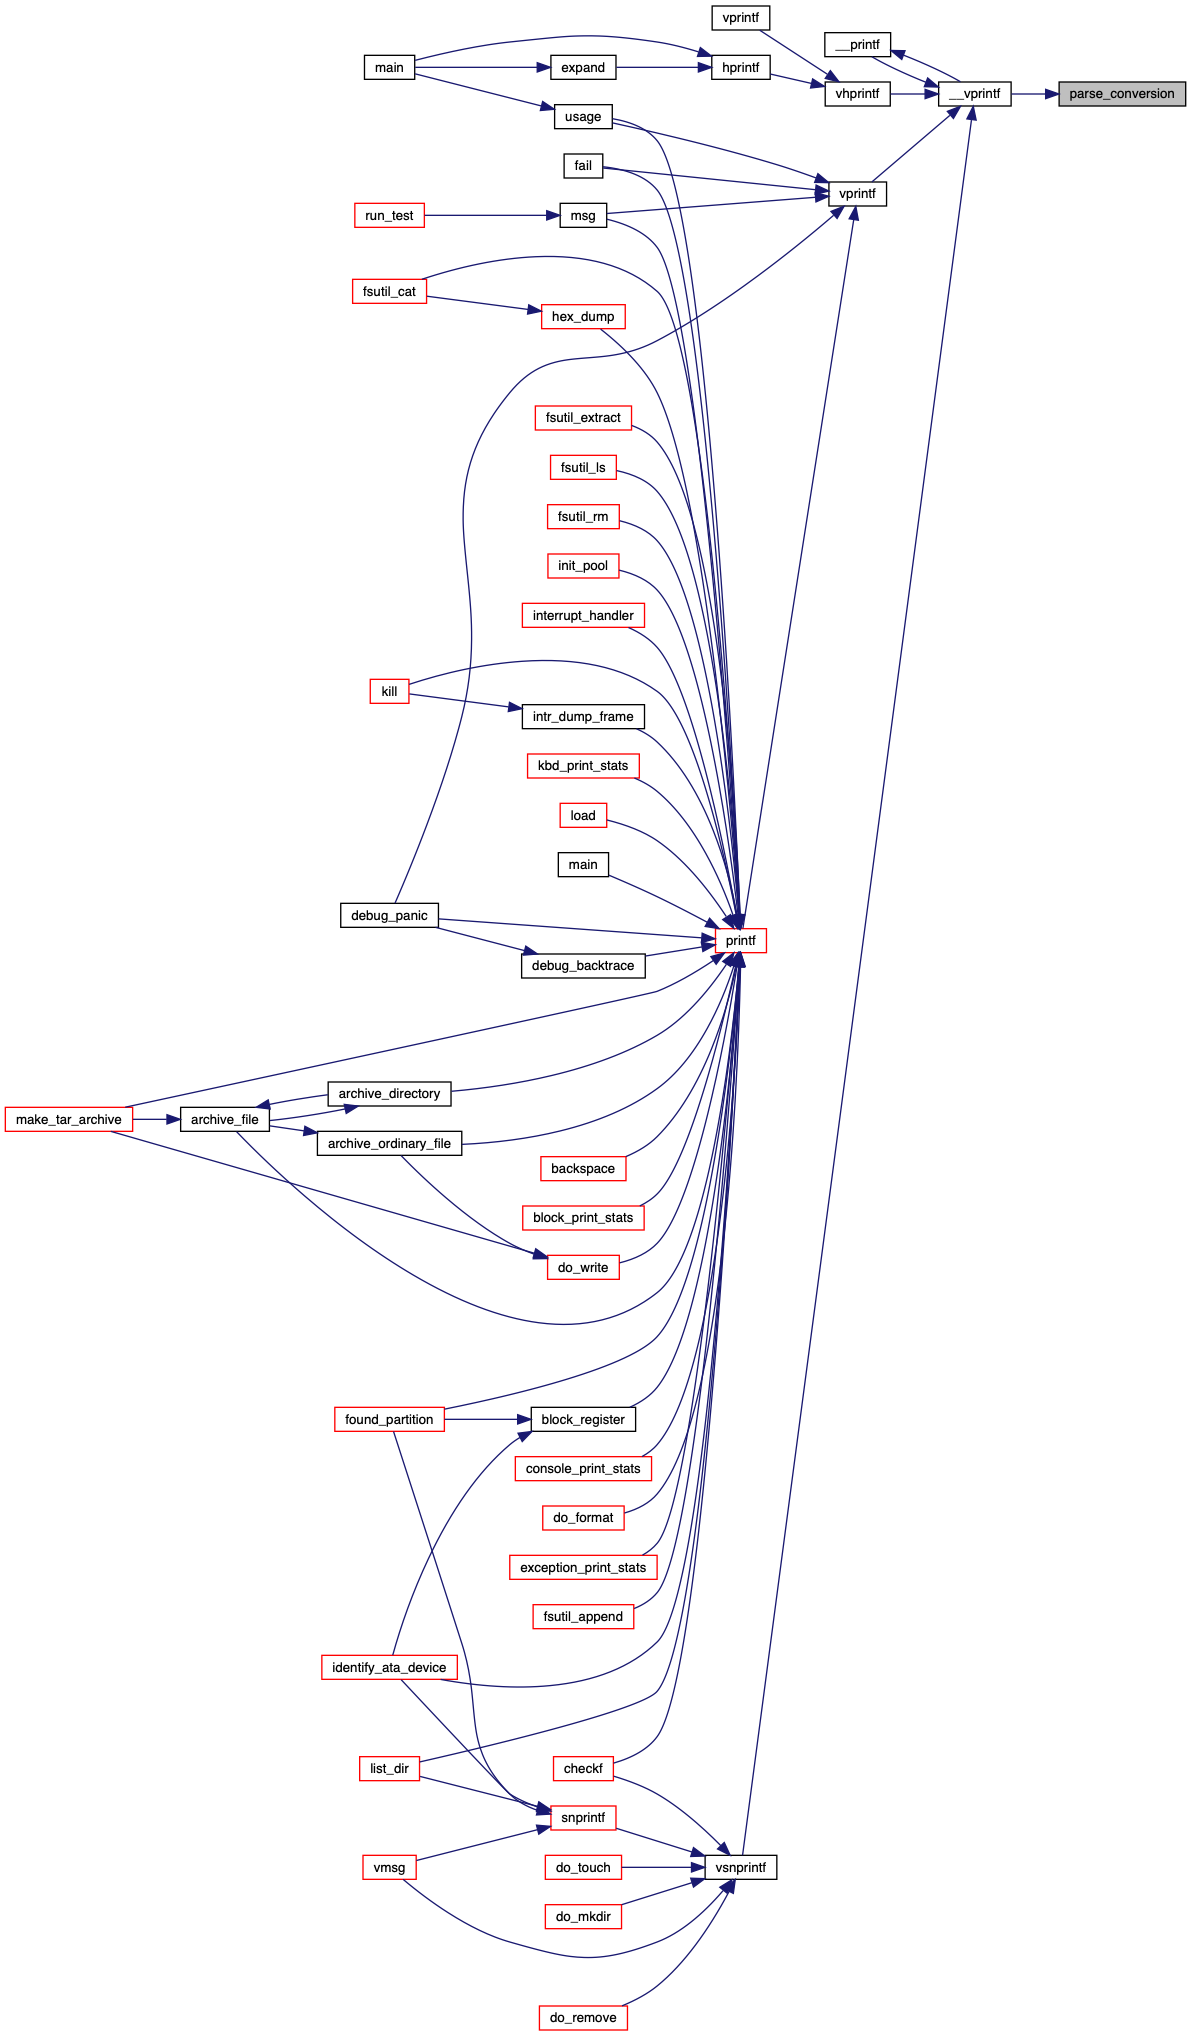 vprintf
__printf
main
expand
hprintf
vhprintf
__vprintf
parse_conversion
usage
fail
vprintf
run_test
msg
fsutil_cat
hex_dump
fsutil_extract
fsutil_ls
fsutil_rm
init_pool
interrupt_handler
kill
intr_dump_frame
kbd_print_stats
load
main
debug_panic
printf
debug_backtrace
archive_directory
make_tar_archive
archive_file
archive_ordinary_file
backspace
block_print_stats
do_write
found_partition
block_register
console_print_stats
do_format
exception_print_stats
fsutil_append
identify_ata_device
list_dir
checkf
snprintf
vmsg
do_touch
vsnprintf
do_mkdir
do_remove